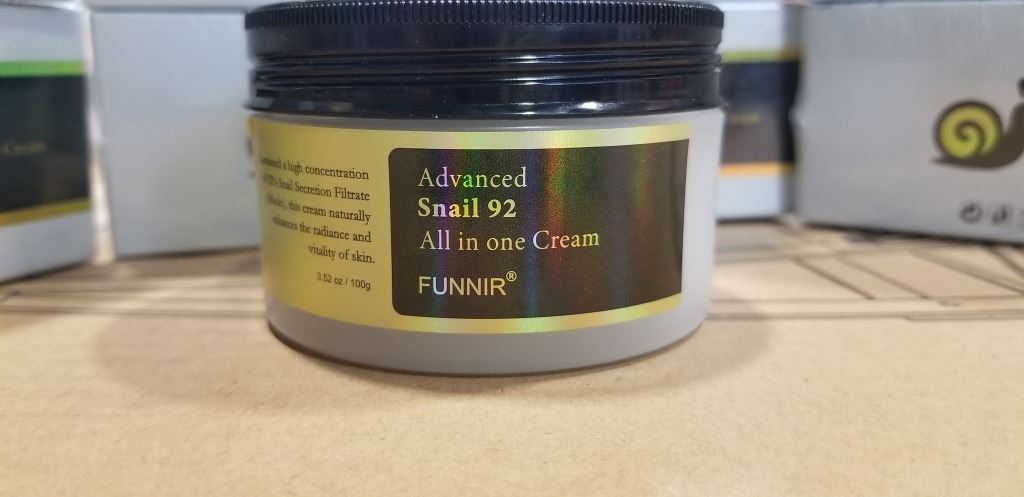 a high concentration
Snail Secretion Filtrate
this cream naturally
enhances the radiance and
vitality of skin.
3.52 oz / 100g
Advanced
Snail 92
All in one Cream
FUNNIR®
Cream